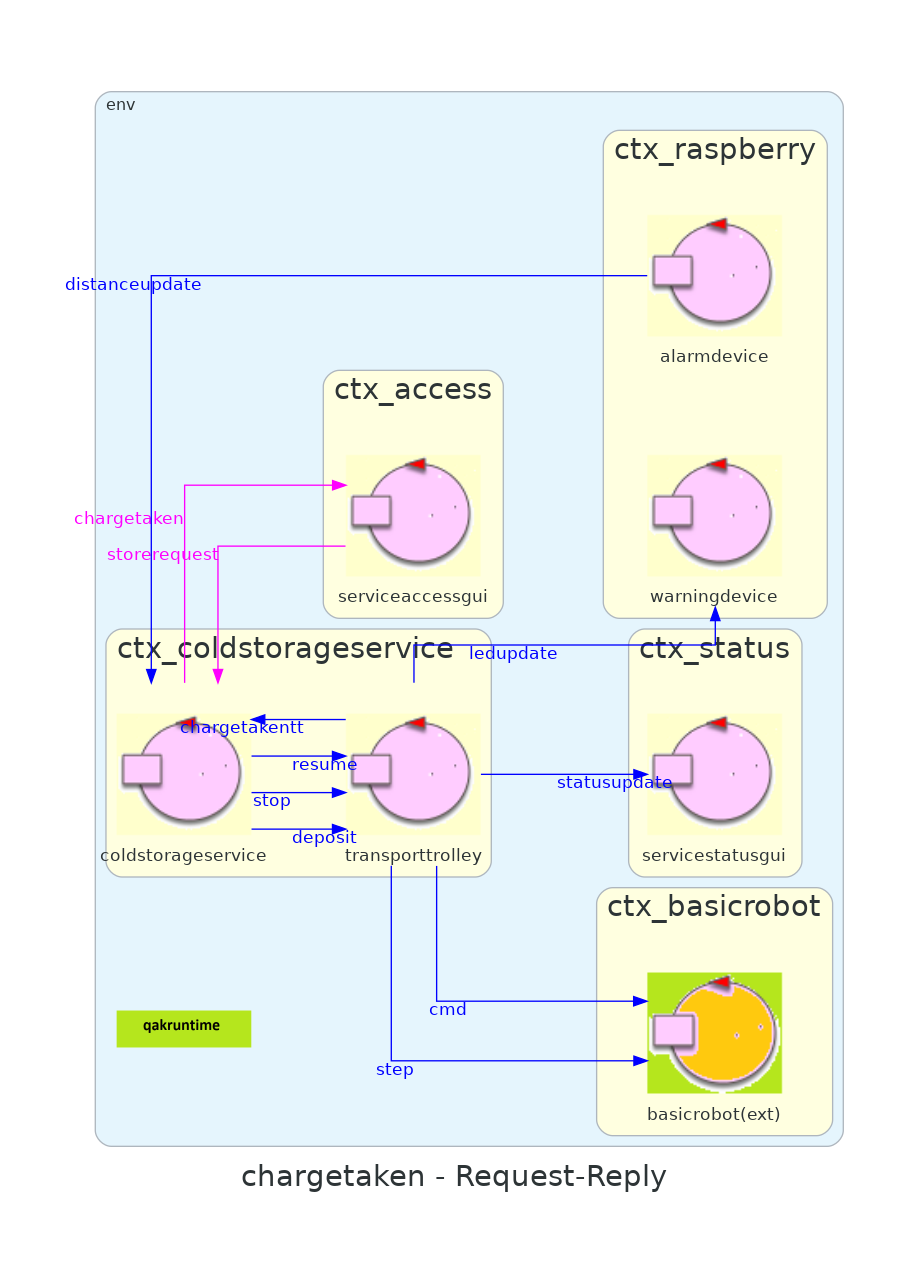 env
ctx_raspberry
distanceupdate
alarmdevice
ctx_access
chargetaken
storerequest
serviceaccessgui
warningdevice
ctx_coldstorageservice
ledupdate
ctx_status
chargetakentt
resume
stop
deposit
statusupdate
coldstorageservice
transporttrolley
servicestatusgui
ctx_basicrobot
cmd
qakruntime
step
basicrobot(ext)
chargetaken - Request-Reply